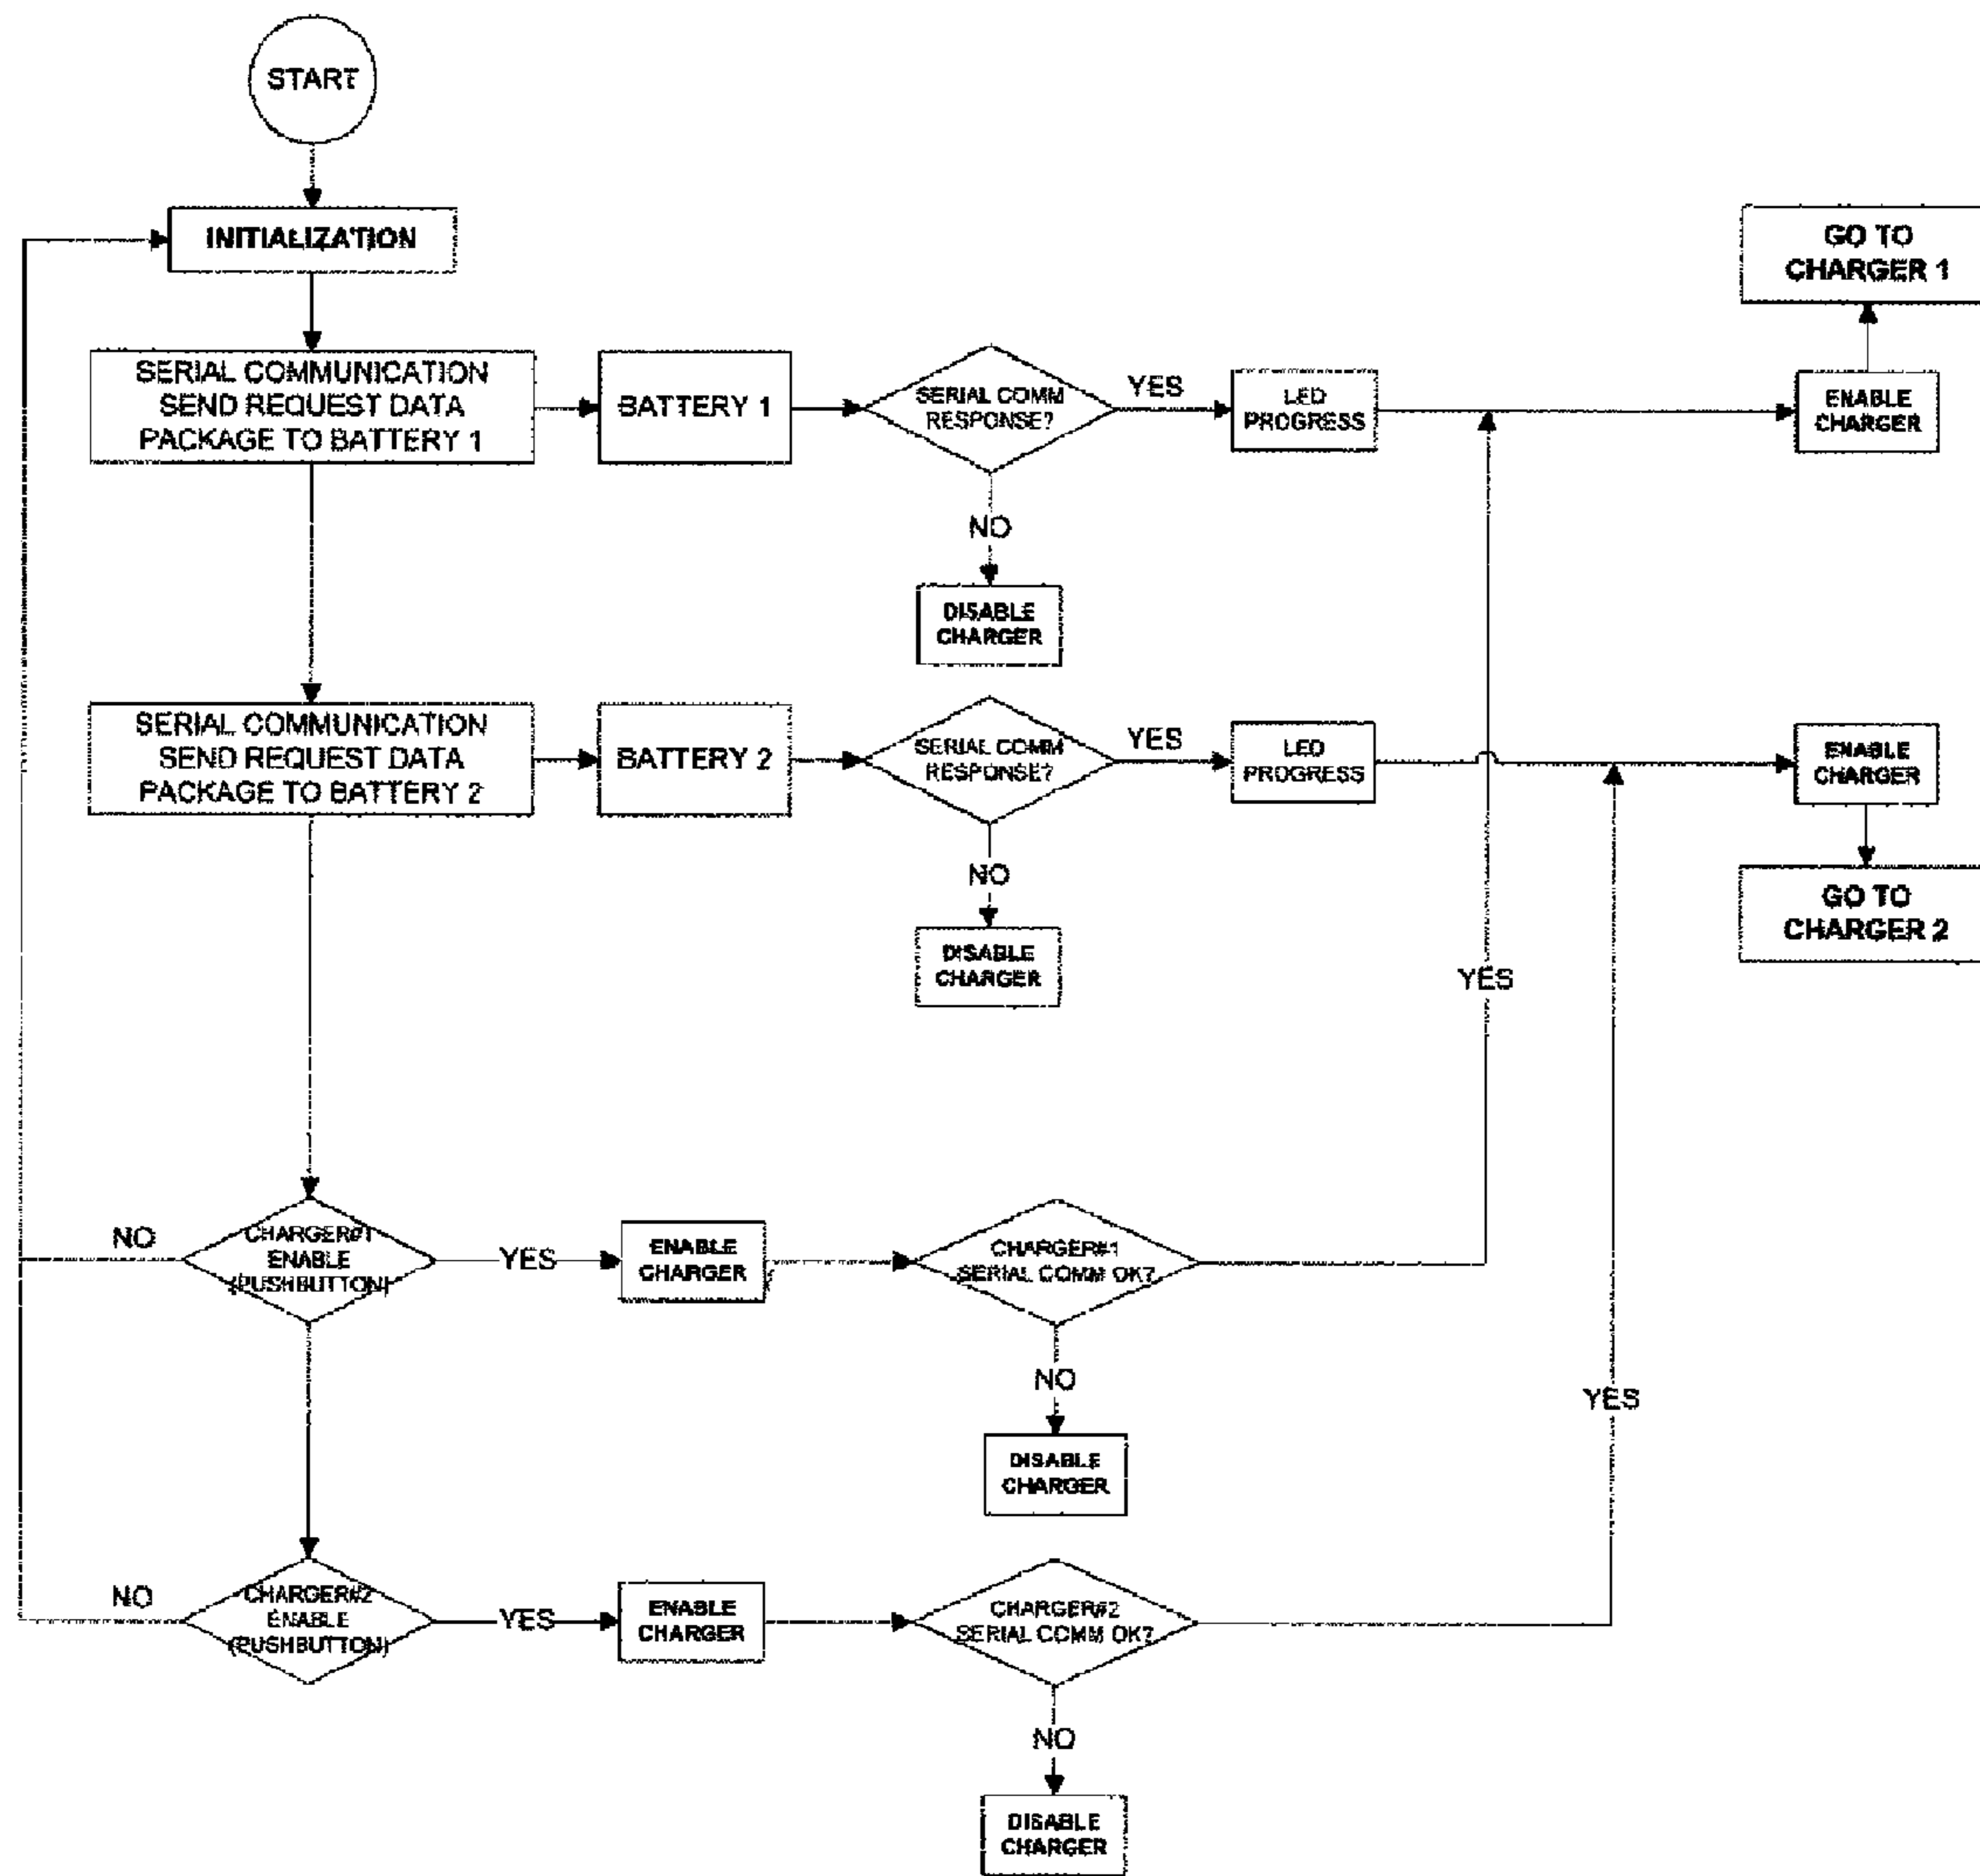 START
INITIALIZATION
GO TO
CHARGER 1
SERIAL COMMUNICATION
SEND REQUEST DATA
PACKAGE TO BATTERY 1
BATTERY 1
SERIAL COMM
RESPONSE?
YES
LED
PROGRESS
ENABLE
CHARGER
NO
DISABLE
CHARGER
SERIAL COMMUNICATION
SEND REQUEST DATA
PACKAGE TO BATTERY 2
BATTERY 2
SERIAL COMM
RESPONSE?
YES
LED
PROGRESS
ENABLE
CHARGER
NO
DISABLE
CHARGER
GO TO
CHARGER 2
YES
NO
CHARGER#1
ENABLE
(PUSHBUTTON)
YES
ENABLE
CHARGER
CHARGER#1
SERIAL COMM OK?
NO
DISABLE
CHARGER
YES
NO
CHARGER#2
ENABLE
(PUSHBUTTON)
YES
ENABLE
CHARGER
CHARGER#2
SERIAL COMM OK?
NO
DISABLE
CHARGER